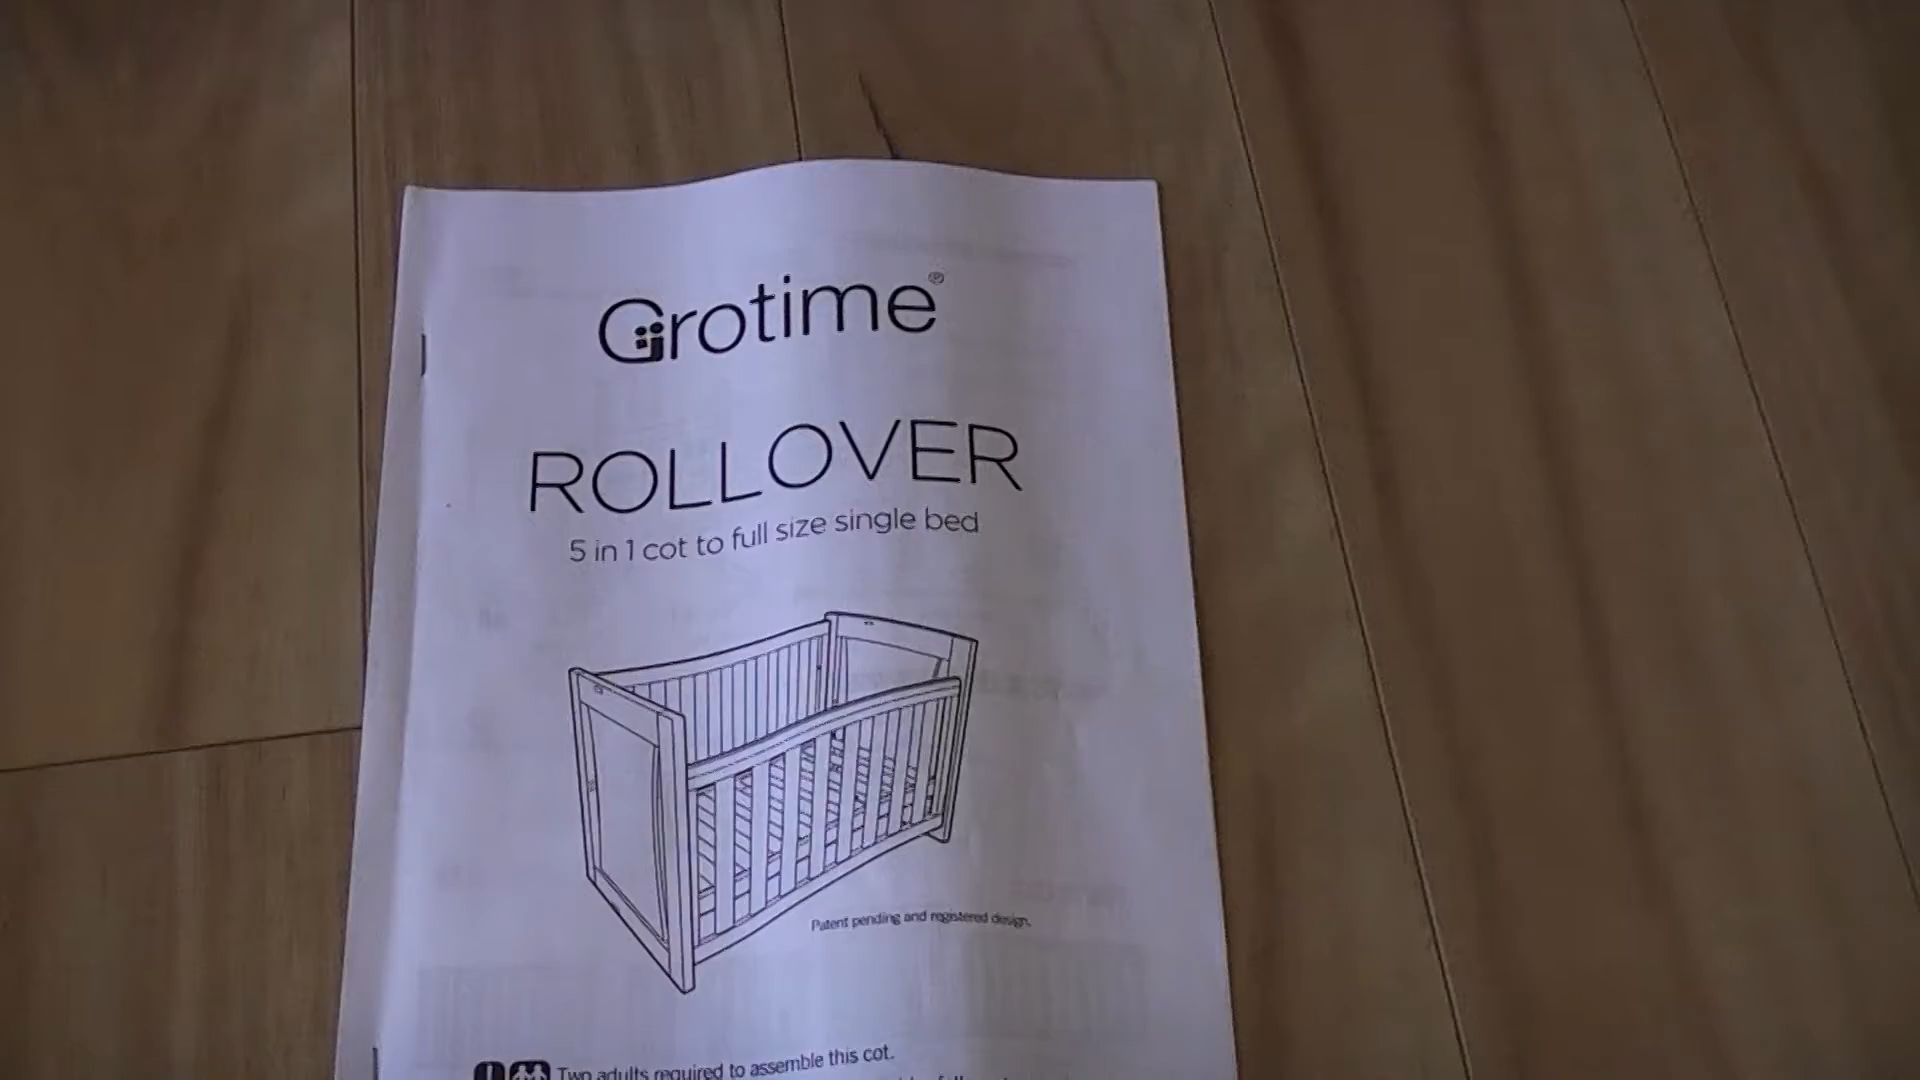 Grotime®
ROLLOVER
5 in 1 cot to full size single bed
Patent pending and registered design.
Two adults required to assemble this cot.